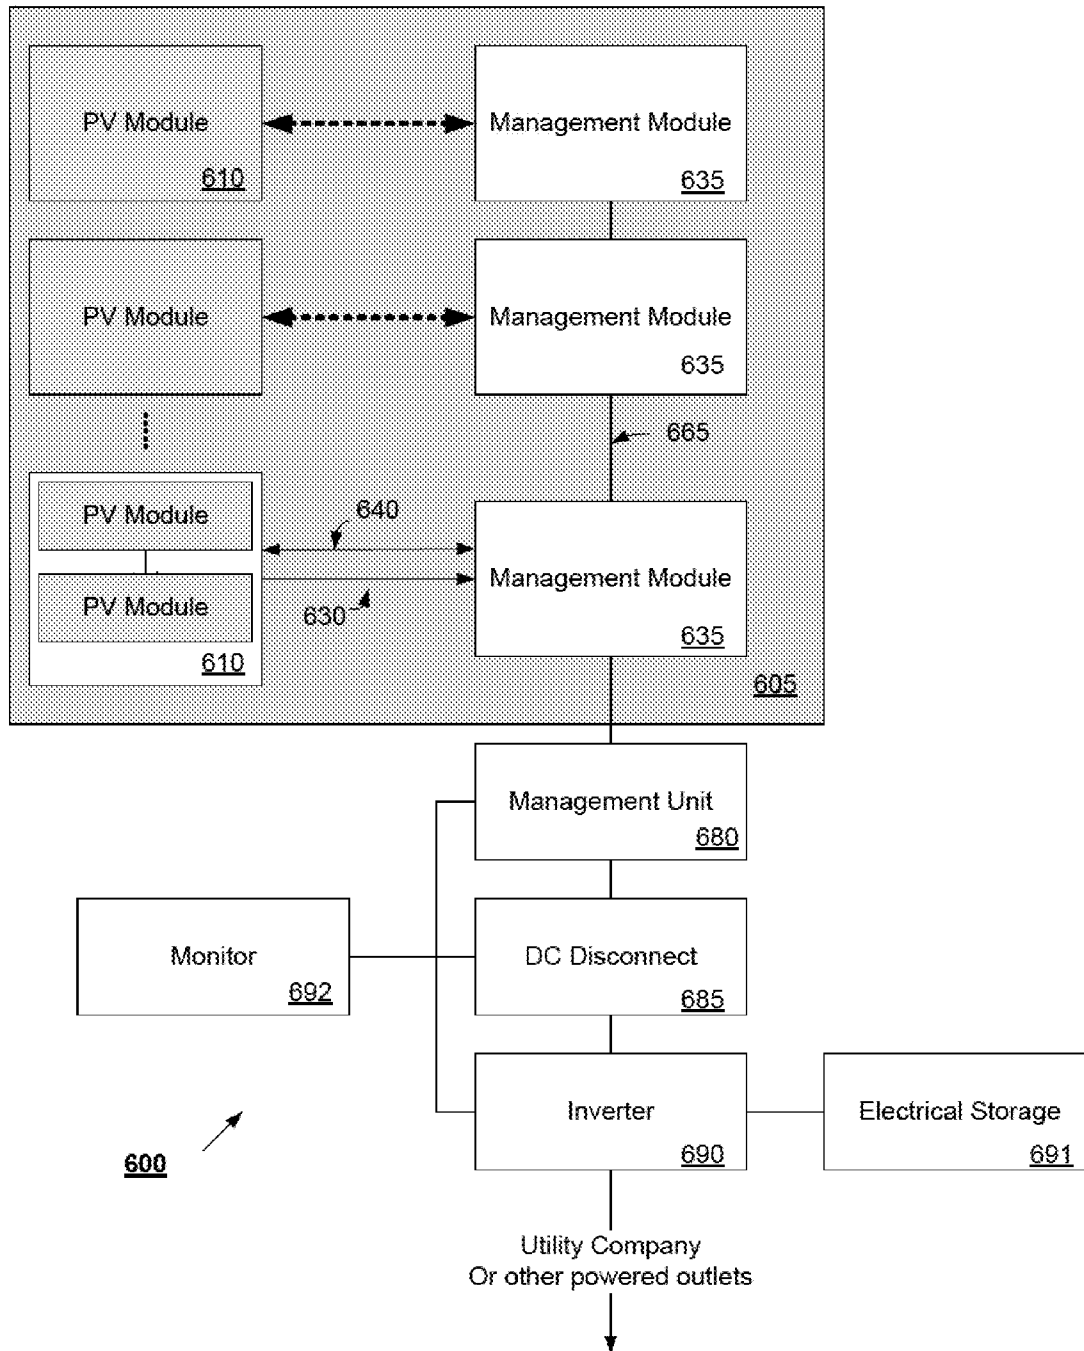 PV Module
610
Management Module
635
PV Module
Management Module
635
665
PV Module
640
PV Module
630
610
Management Module
635
605
Management Unit
680
Monitor
692
DC Disconnect
685
Inverter
690
Electrical Storage
691
600
Utility Company
Or other powered outlets